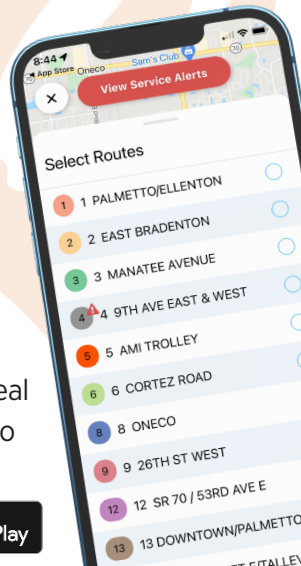 8:44
App Store
Oneco
Sam's Club
70
70
View Service Alerts
Select Routes
1 1 PALMETTO/ELLENTON
2 2 EAST BRADENTON
3 3 MANATEE AVENUE
4 4 9TH AVE EAST & WEST
5 5 AMI TROLLEY
6 6 CORTEZ ROAD
8 8 ONECO
9 9 26TH ST WEST
12 12 SR 70 / 53RD AVE E
13 13 DOWNTOWN/PALMETTO
eal
o
Play